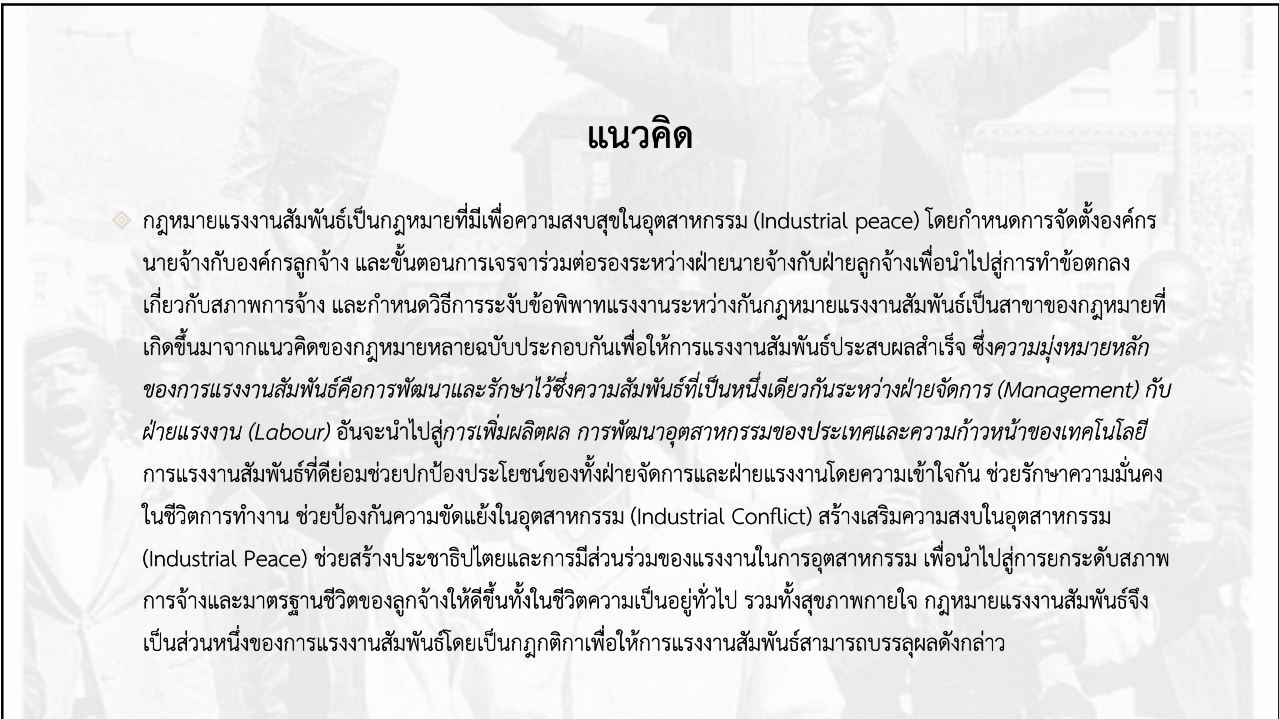 แนวคิด
กฎหมายแรงงานสัมพันธ์เป็นกฎหมายที่มีเพื่อความสงบสุขในอุตสาหกรรม (Industrial peace) โดยกำหนดการจัดตั้งองค์กร
นายจ้างกับองค์กรลูกจ้าง และขั้นตอนการเจรจาร่วมต่อรองระหว่างฝ่ายนายจ้างกับฝ่ายลูกจ้างเพื่อนำไปสู่การทำข้อตกลง
เกี่ยวกับสภาพการจ้าง และกำหนดวิธีการระงับข้อพิพาทแรงงานระหว่างกันกฎหมายแรงงานสัมพันธ์เป็นสาขาของกฎหมายที่
เกิดขึ้นมาจากแนวคิดของกฎหมายหลายฉบับประกอบกันเพื่อให้การแรงงานสัมพันธ์ประสบผลสำเร็จ ซึ่งความมุ่งหมายหลัก
ของการแรงงานสัมพันธ์คือการพัฒนาและรักษาไว้ซึ่งความสัมพันธ์ที่เป็นหนึ่งเดียวกันระหว่างฝ่ายจัดการ (Management) กับ
ฝ่ายแรงงาน (Labour) อันจะนำไปสู่การเพิ่มผลิตผล การพัฒนาอุตสาหกรรมของประเทศและความก้าวหน้าของเทคโนโลยี
การแรงงานสัมพันธ์ที่ดีย่อมช่วยปกป้องประโยชน์ของทั้งฝ่ายจัดการและฝ่ายแรงงานโดยความเข้าใจกัน ช่วยรักษาความมั่นคง
ในชีวิตการทำงาน ช่วยป้องกันความขัดแย้งในอุตสาหกรรม (Industrial Conflict) สร้างเสริมความสงบในอุตสาหกรรม
(Industrial Peace) ช่วยสร้างประชาธิปไตยและการมีส่วนร่วมของแรงงานในการอุตสาหกรรม เพื่อนำไปสู่การยกระดับสภาพ
การจ้างและมาตรฐานชีวิตของลูกจ้างให้ดีขึ้นทั้งในชีวิตความเป็นอยู่ทั่วไป รวมทั้งสุขภาพกายใจ กฎหมายแรงงานสัมพันธ์จึง
เป็นส่วนหนึ่งของการแรงงานสัมพันธ์โดยเป็นกฎกติกาเพื่อให้การแรงงานสัมพันธ์สามารถบรรลุผลดังกล่าว